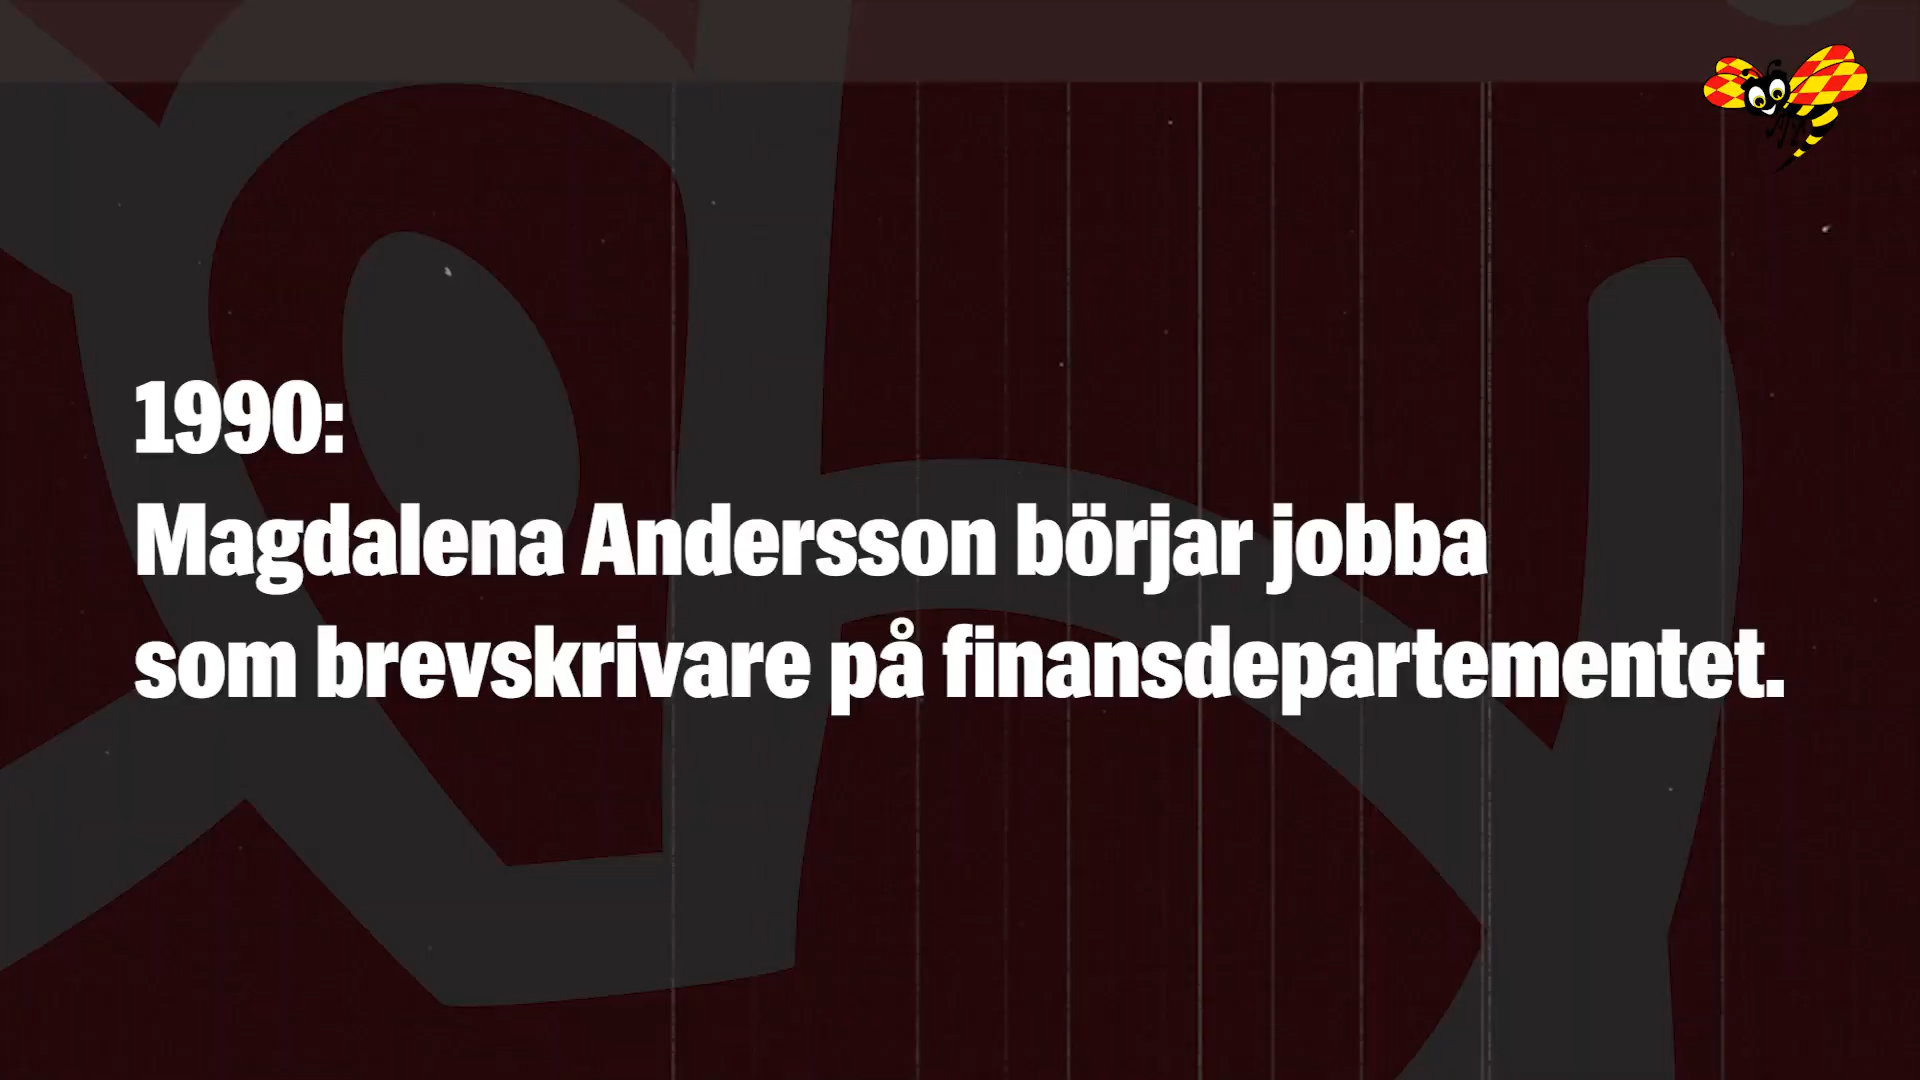 1990:
Magdalena Andersson börjar jobba
som brevskrivare på finansdepartementet.